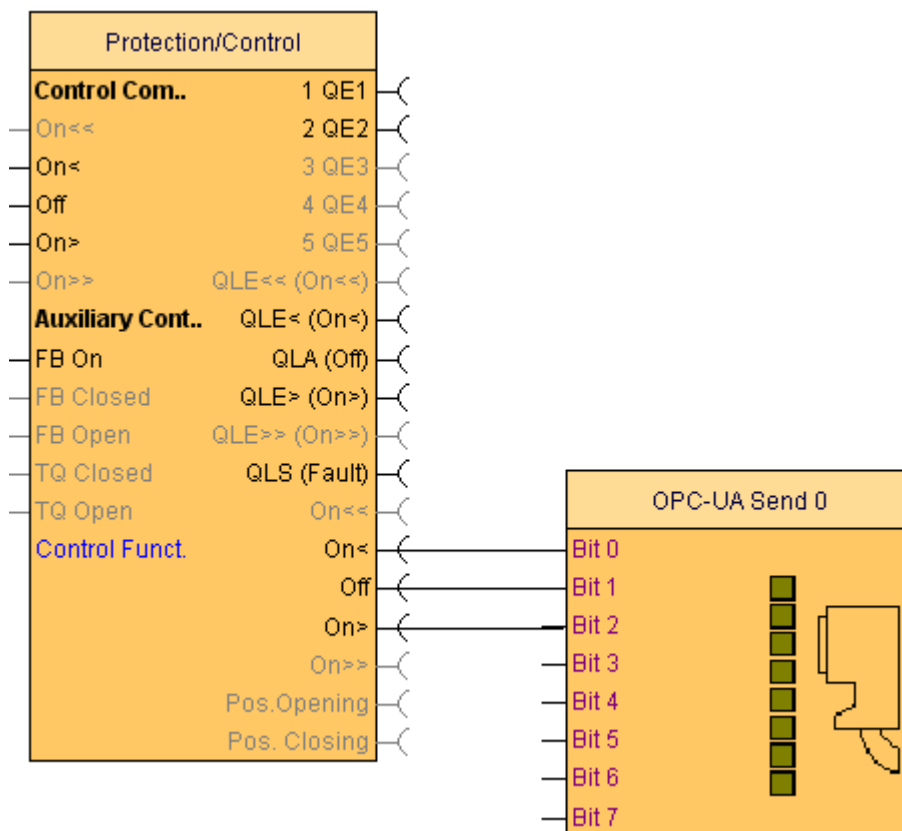 Protection/Control
Control Com.. 1 QE1
On<< 2 QE2
On< 3 QE3
Off 4 QE4
On> 5 QE5
On>> QLE<< (On<<)
Auxiliary Cont.. QLE< (On<)
FB On QLA (Off)
FB Closed QLE> (On>)
FB Open QLE>> (On>>)
TQ Closed QLS (Fault)
TQ Open On<<
Control Funct. On<
Off
On>
On>>
Pos.Opening
Pos. Closing
OPC-UA Send 0
Bit 0
Bit 1
Bit 2
Bit 3
Bit 4
Bit 5
Bit 6
Bit 7